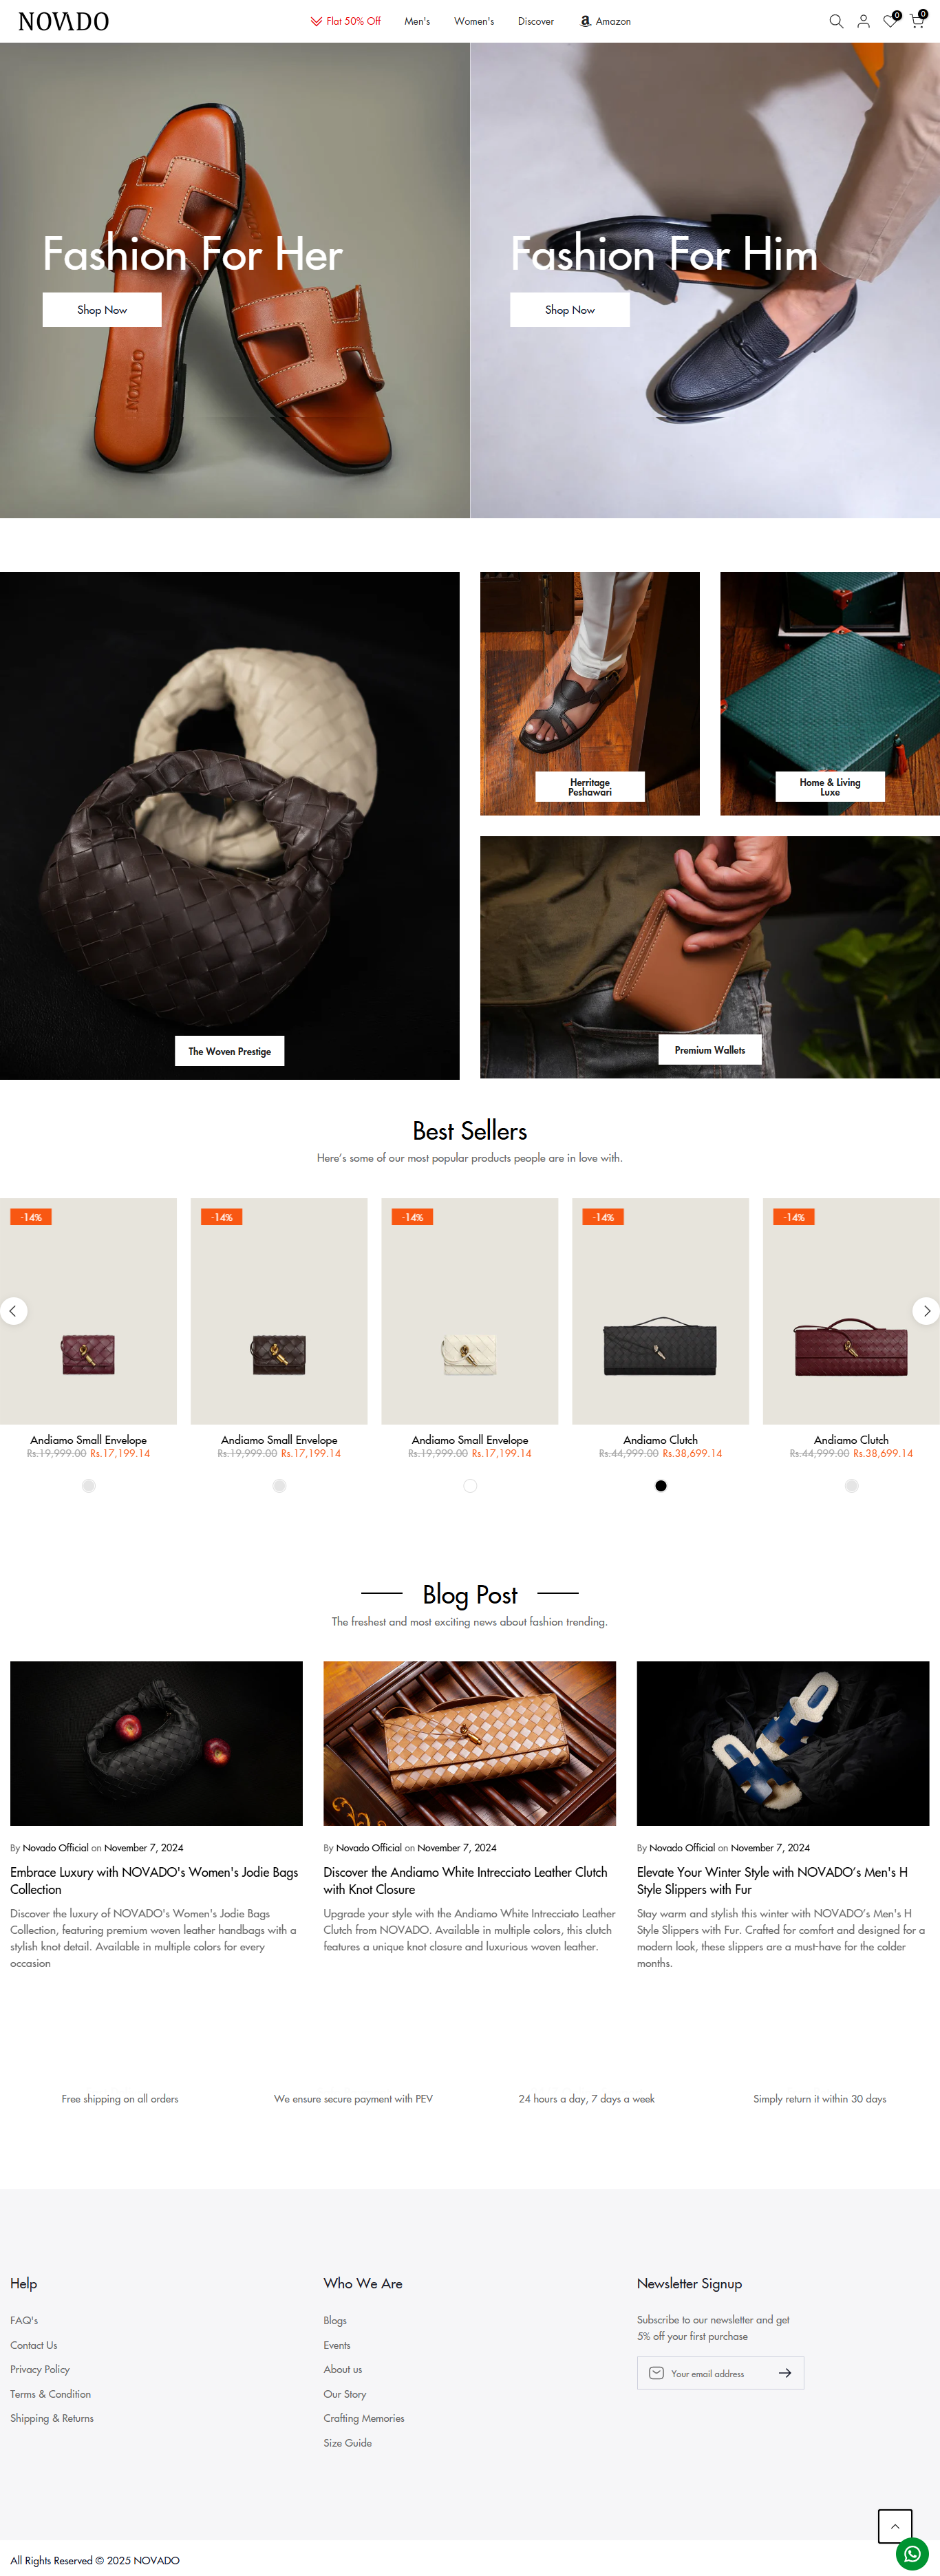 NOVADO
Flat 50% Off
Men's
Women's
Discover
Amazon
0
0
Fashion For Her
Fashion For Him
Shop Now
Shop Now
NOVADO
Herritage
Peshawari
Home & Living
Luxe
The Woven Prestige
Premium Wallets
Best Sellers
Here's some of our most popular products people are in love with.
-14%
-14%
-14%
-14%
-14%
Andiamo Small Envelope
Rs.19,999.00 Rs.17,199.14
Andiamo Small Envelope
Rs.19,999.00 Rs.17,199.14
Andiamo Small Envelope
Rs.19,999.00 Rs.17,199.14
Andiamo Clutch
Rs.44,999.00 Rs.38,699.14
Andiamo Clutch
Rs.44,999.00 Rs.38,699.14
Blog Post
The freshest and most exciting news about fashion trending.
By Novado Official on November 7, 2024
Embrace Luxury with NOVADO's Women's Jodie Bags
Collection
Discover the luxury of NOVADO's Women's Jodie Bags
Collection, featuring premium woven leather handbags with a
stylish knot detail. Available in multiple colors for every
occasion
By Novado Official on November 7, 2024
Discover the Andiamo White Intrecciato Leather Clutch
with Knot Closure
Upgrade your style with the Andiamo White Intrecciato Leather
Clutch from NOVADO. Available in multiple colors, this clutch
features a unique knot closure and luxurious woven leather.
By Novado Official on November 7, 2024
Elevate Your Winter Style with NOVADO’s Men's H
Style Slippers with Fur
Stay warm and stylish this winter with NOVADO’s Men's H
Style Slippers with Fur. Crafted for comfort and designed for a
modern look, these slippers are a must-have for the colder
months.
Free shipping on all orders
We ensure secure payment with PEV
24 hours a day, 7 days a week
Simply return it within 30 days
Help
FAQ's
Contact Us
Privacy Policy
Terms & Condition
Shipping & Returns
Who We Are
Blogs
Events
About us
Our Story
Crafting Memories
Size Guide
Newsletter Signup
Subscribe to our newsletter and get
5% off your first purchase
Your email address
All Rights Reserved © 2025 NOVADO